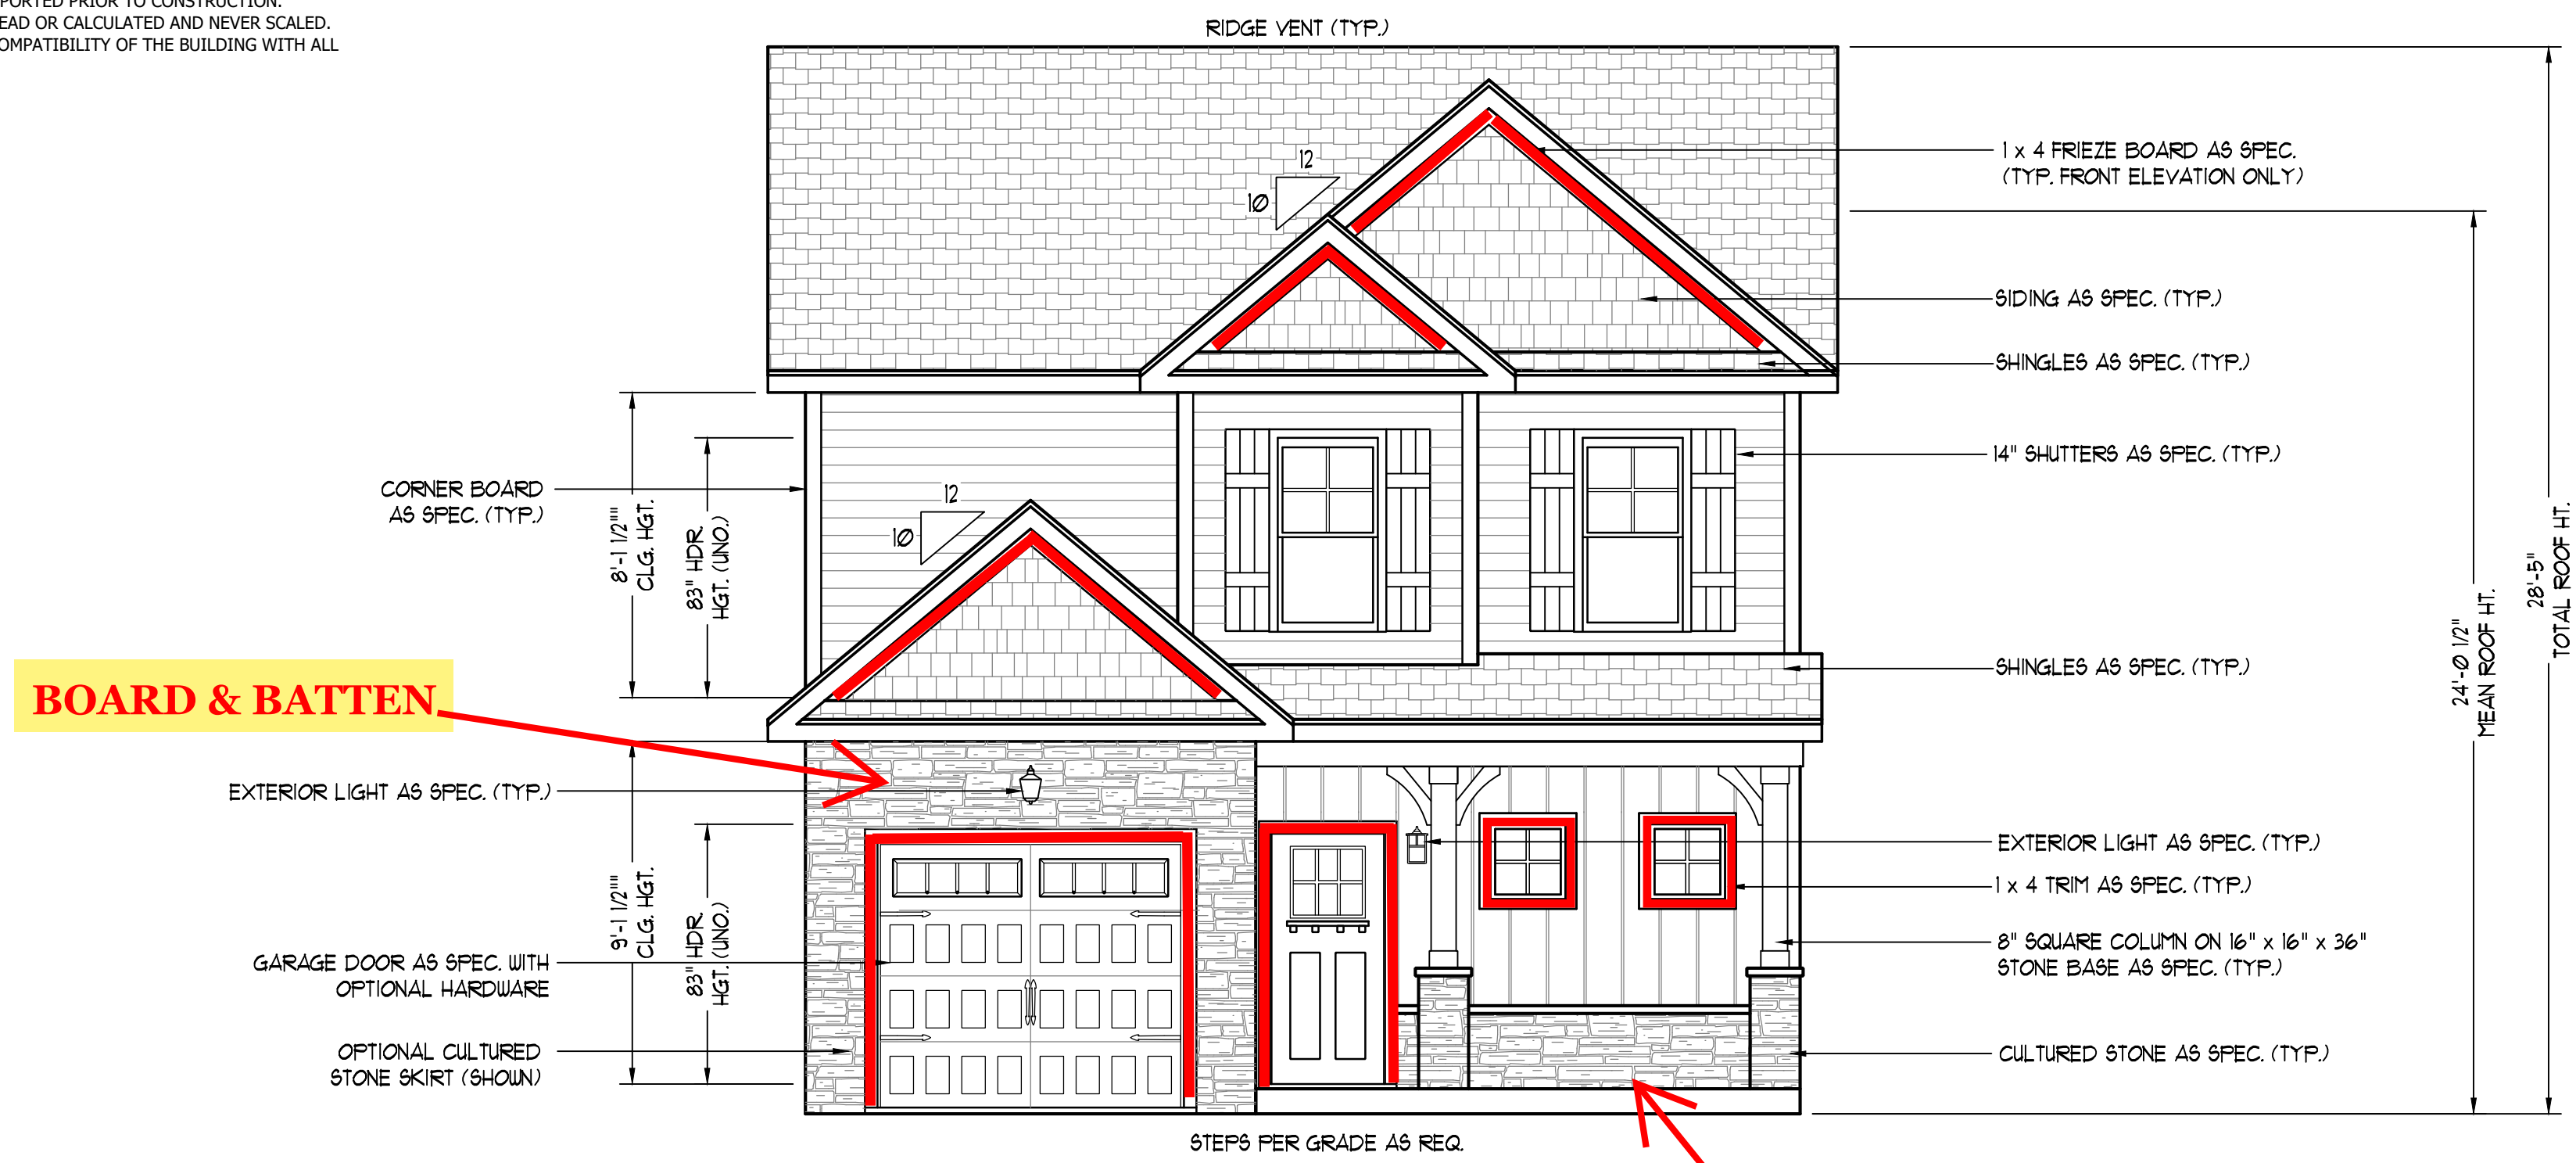 PORTED PRIOR TO CONSTRUCTION.
EAD OR CALCULATED AND NEVER SCALED.
OMPATIBILITY OF THE BUILDING WITH ALL
RIDGE VENT (TYP.)
12
10
1 x 4 FRIEZE BOARD AS SPEC.
(TYP. FRONT ELEVATION ONLY)
SIDING AS SPEC. (TYP.)
SHINGLES AS SPEC. (TYP.)
14" SHUTTERS AS SPEC. (TYP.)
CORNER BOARD
AS SPEC. (TYP.)
8'-1 1/2""
CLG. HGT.
83" HDR.
HGT. (UNO.)
12
10
28'-5"
TOTAL ROOF HT.
24'-0 1/2"
MEAN ROOF HT.
SHINGLES AS SPEC. (TYP.)
BOARD & BATTEN
EXTERIOR LIGHT AS SPEC. (TYP.)
9'-1 1/2""
CLG. HGT.
83" HDR.
HGT. (UNO.)
EXTERIOR LIGHT AS SPEC. (TYP.)
1 x 4 TRIM AS SPEC. (TYP.)
8" SQUARE COLUMN ON 16" x 16" x 36"
STONE BASE AS SPEC. (TYP.)
GARAGE DOOR AS SPEC. WITH
OPTIONAL HARDWARE
OPTIONAL CULTURED
STONE SKIRT (SHOWN)
CULTURED STONE AS SPEC. (TYP.)
STEPS PER GRADE AS REQ.